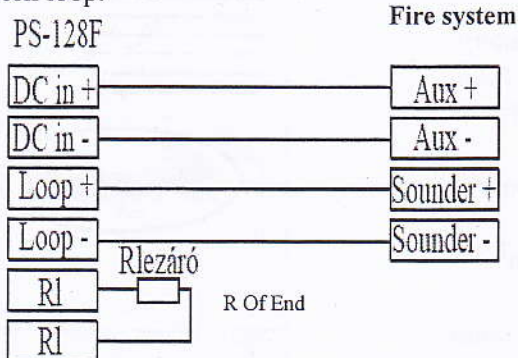 Fire system
PS-128F
DC in + Aux +
DC in - Aux -
Loop + Sounder +
Loop - Sounder -
Rlezáró
Rl R Of End
Rl